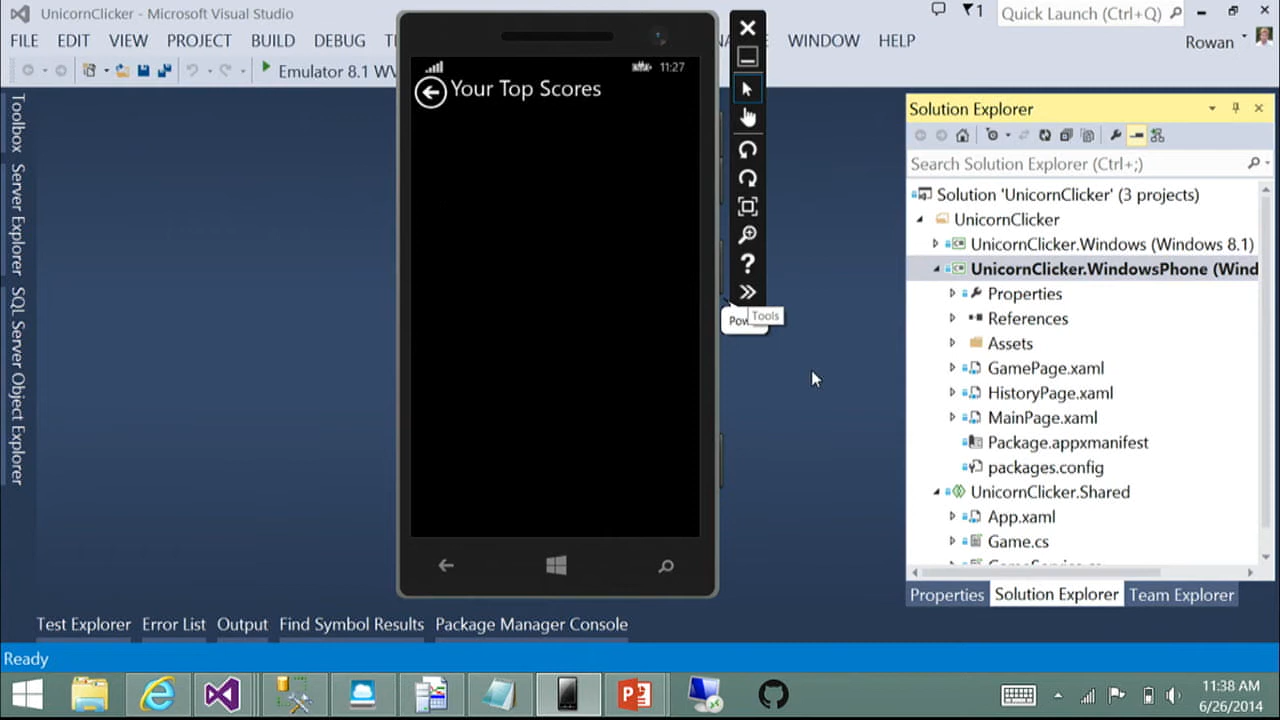 UnicornClicker - Microsoft Visual Studio
1
Quick Launch (Ctrl+Q)
FILE EDIT VIEW PROJECT BUILD DEBUG
WINDOW HELP
Rowan
Emulator 8.1 WV
11:27
Your Top Scores
Toolbox
Server Explorer
SQL Server Object Explorer
Tools
Solution Explorer
Search Solution Explorer (Ctrl+;)
Solution 'UnicornClicker' (3 projects)
UnicornClicker
UnicornClicker.Windows (Windows 8.1)
UnicornClicker.WindowsPhone (Wind
Properties
References
Assets
GamePage.xaml
HistoryPage.xaml
MainPage.xaml
Package.appxmanifest
packages.config
UnicornClicker.Shared
App.xaml
Game.cs
Properties Solution Explorer Team Explorer
Test Explorer Error List Output Find Symbol Results Package Manager Console
Ready
11:38 AM
6/26/2014